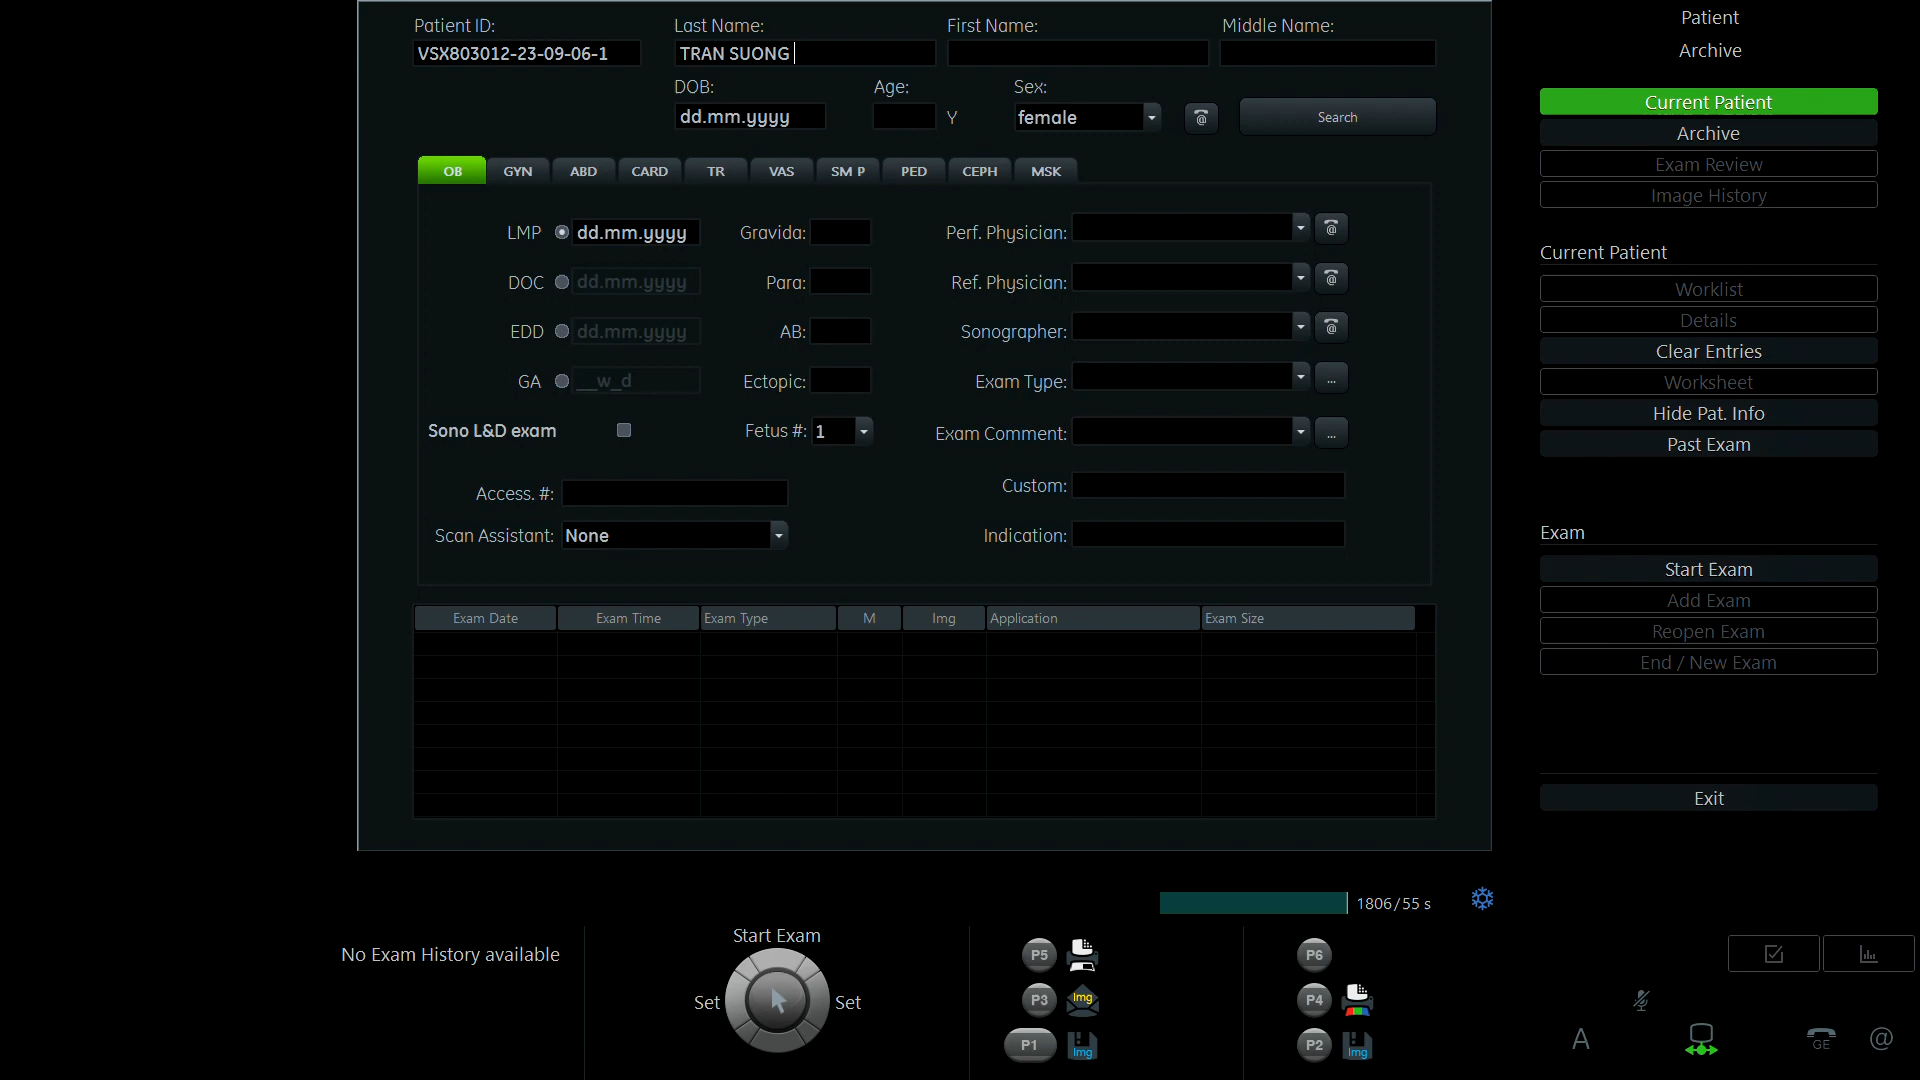 Patient ID: Last Name: First Name: Middle Name:
VSX803012-23-09-06-1 TRAN SUONG
DOB: Age: Sex:
dd.mm.yyyy Y female @ Search
OB GYN ABD CARD TR VAS SM P PED CEPH MSK
LMP dd.mm.yyyy Gravida: Perf. Physician: @
DOC dd.mm.yyyy Para: Ref. Physician: @
EDD dd.mm.yyyy AB: Sonographer: @
GA __w_d Ectopic: Exam Type: ...
Sono L&D exam Fetus #: 1 Exam Comment: ...
Access. #: Custom:
Scan Assistant: None Indication:
Exam Date Exam Time Exam Type M Img Application Exam Size
Patient
Archive
Current Patient
Archive
Exam Review
Image History
Current Patient
Worklist
Details
Clear Entries
Worksheet
Hide Pat. Info
Past Exam
Exam
Start Exam
Add Exam
Reopen Exam
End / New Exam
Exit
1806/55 s
No Exam History available
Start Exam
Set Set
P5 P6
P3 Img P4
P1 Img P2 Img
A GE @